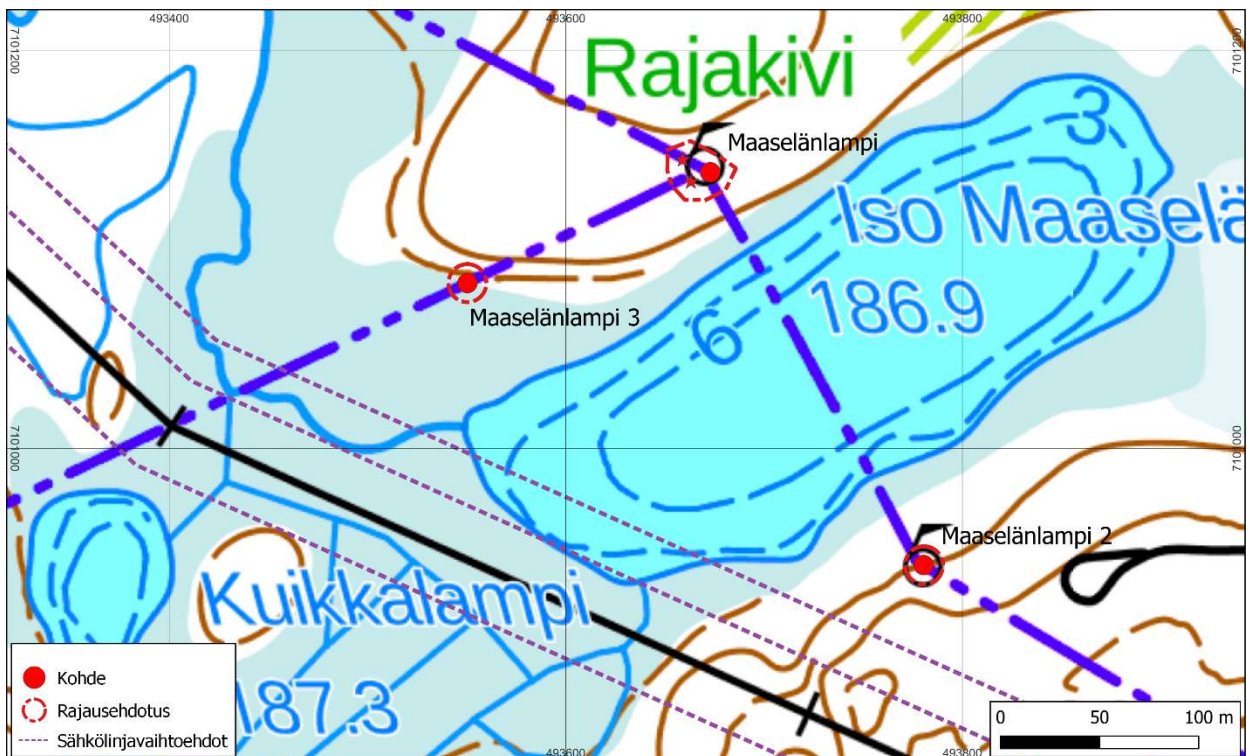 493400
493600
493800
7101200
7101200
Rajakivi
Maaselänlampi
3
Iso Maaselä
186.9
6
Maaselänlampi 3
7101000
7101000
Maaselänlampi 2
Kuikkalampi
187.3
Kohde
Rajausehdotus
Sähkölinjavaihtoehdot
0 50 100 m
493600
493800